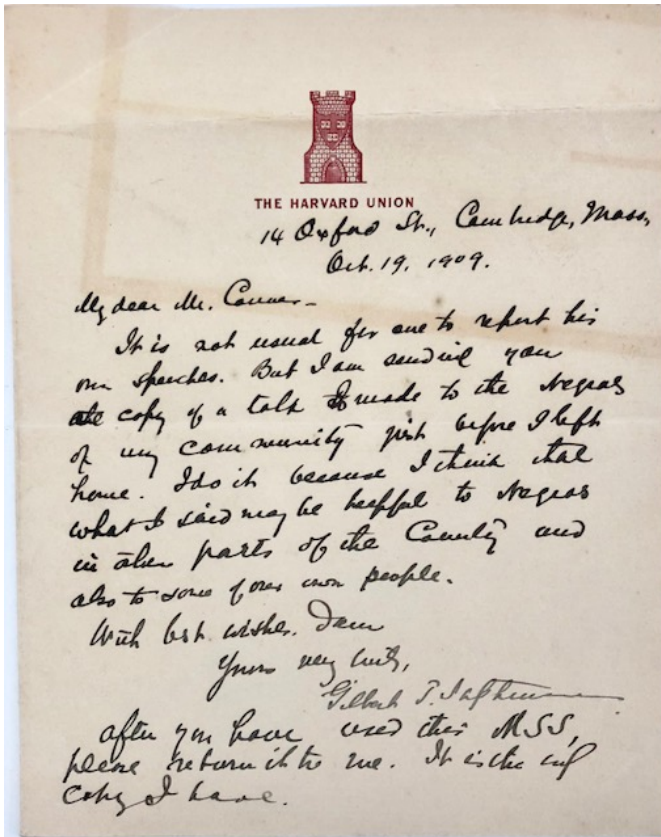 THE HARVARD UNION
14 Oxford St., Cambridge, Mass,
Oct. 19, 1909.
My dear Mr. Conner-
It is not usual for one to report his
own speeches. But I am sending you
copy of a talk I made to the Negroes
of my community just before I left
home. I do it because I think that
what I said may be helpful to Negroes
in other parts of the County and
also to some of our own people.
With best wishes. I am
Yours very truly,
Gilbert T. Stephenson
After you have used this MSS,
please return it to me. It is the only
copy I have.